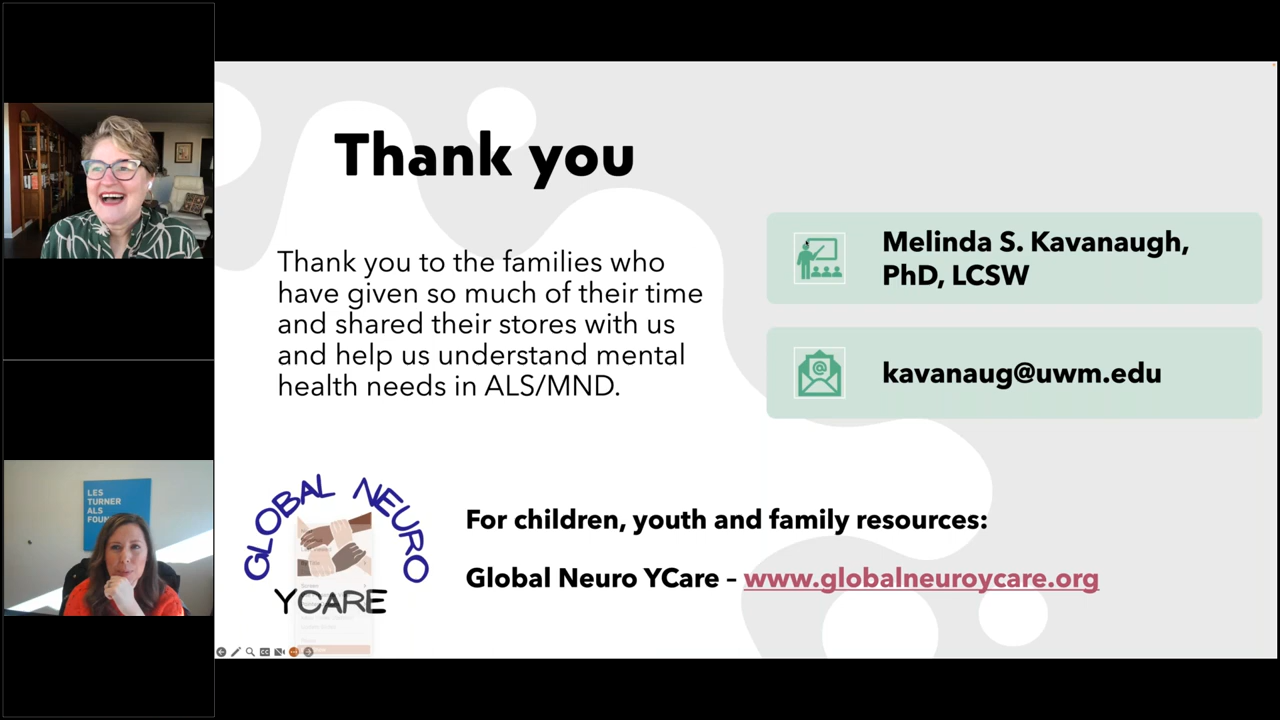 LES
TURNER
ALS
Thank you
Thank you to the families who
have given so much of their time
and shared their stores with us
and help us understand mental
health needs in ALS/MND.
Melinda S. Kavanaugh,
PhD, LCSW
kavanaug@uwm.edu
GLOBAL NEURO
YCARE
For children, youth and family resources:
Global Neuro YCare – www.globalneuroycare.org